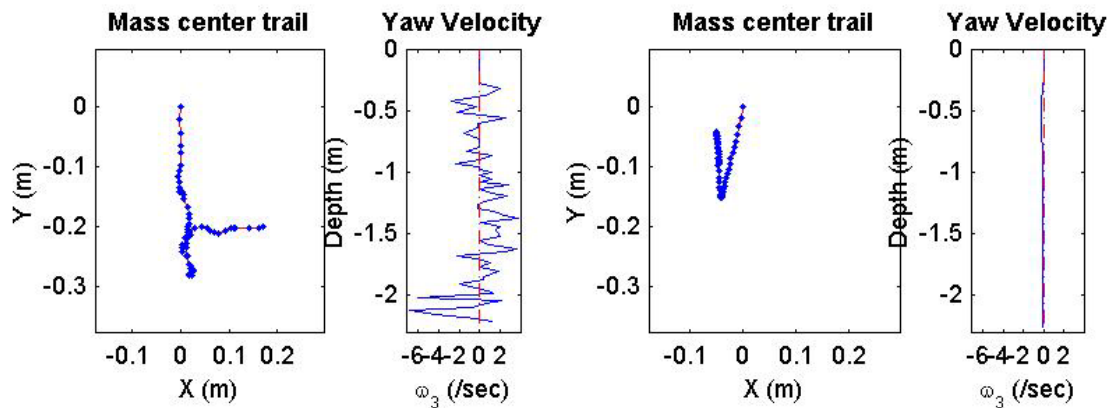 Mass center trail
Yaw Velocity
Mass center trail
Yaw Velocity
0
-0.1
-0.2
-0.3
Y (m)
-0.1 0 0.1 0.2
X (m)
0
-0.5
-1
-1.5
-2
Depth (m)
-6-4-2 0 2
ω_3 (/sec)
0
-0.1
-0.2
-0.3
Y (m)
-0.1 0 0.1 0.2
X (m)
0
-0.5
-1
-1.5
-2
Depth (m)
-6-4-2 0 2
ω_3 (/sec)